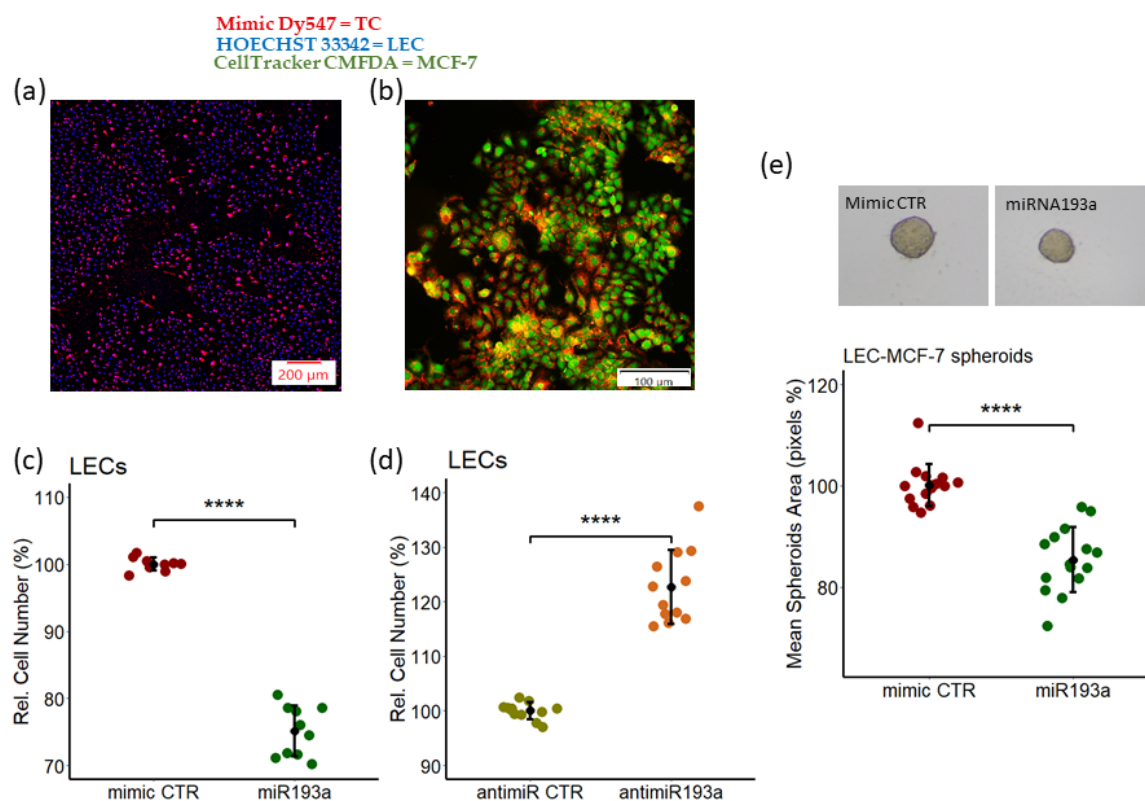 Mimic Dy547 = TC
HOECHST 33342 = LEC
CellTracker CMFDA = MCF-7
(a)
200 µm
(b)
100 µm
(c)
LECs
****
Rel. Cell Number (%)
110
100
90
80
70
mimic CTR
miR193a
(d)
LECs
****
Rel. Cell Number (%)
140
130
120
110
100
90
antimiR CTR
antimiR193a
(e)
Mimic CTR
miRNA193a
LEC-MCF-7 spheroids
****
Mean Spheroids Area (pixels %)
120
100
80
mimic CTR
miR193a